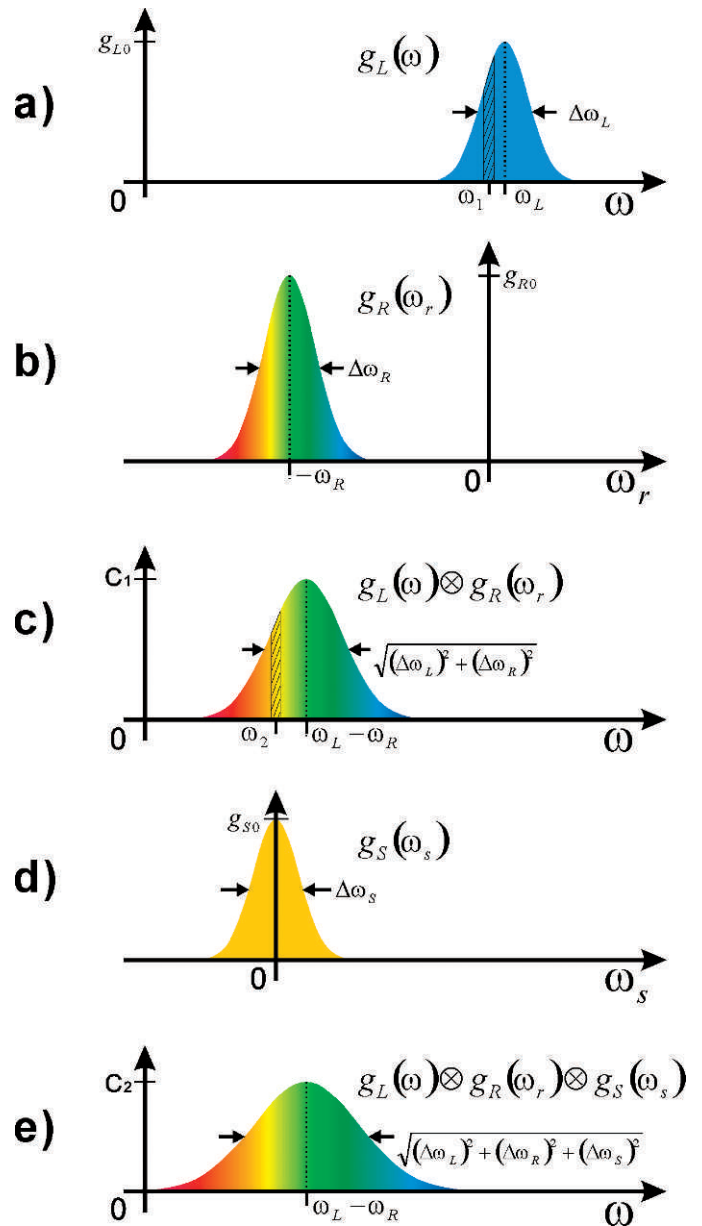 a)
g_{L0}
g_L(ω)
Δω_L
0
ω_1
ω_L
ω
b)
g_R(ω_r)
g_{R0}
Δω_R
−ω_R
0
ω_r
c)
C_1
g_L(ω)⊗g_R(ω_r)
√((Δω_L)^2+(Δω_R)^2)
0
ω_2
ω_L−ω_R
ω
d)
g_{S0}
g_S(ω_s)
Δω_S
0
ω_s
e)
C_2
g_L(ω)⊗g_R(ω_r)⊗g_S(ω_s)
√((Δω_L)^2+(Δω_R)^2+(Δω_S)^2)
0
ω_L−ω_R
ω